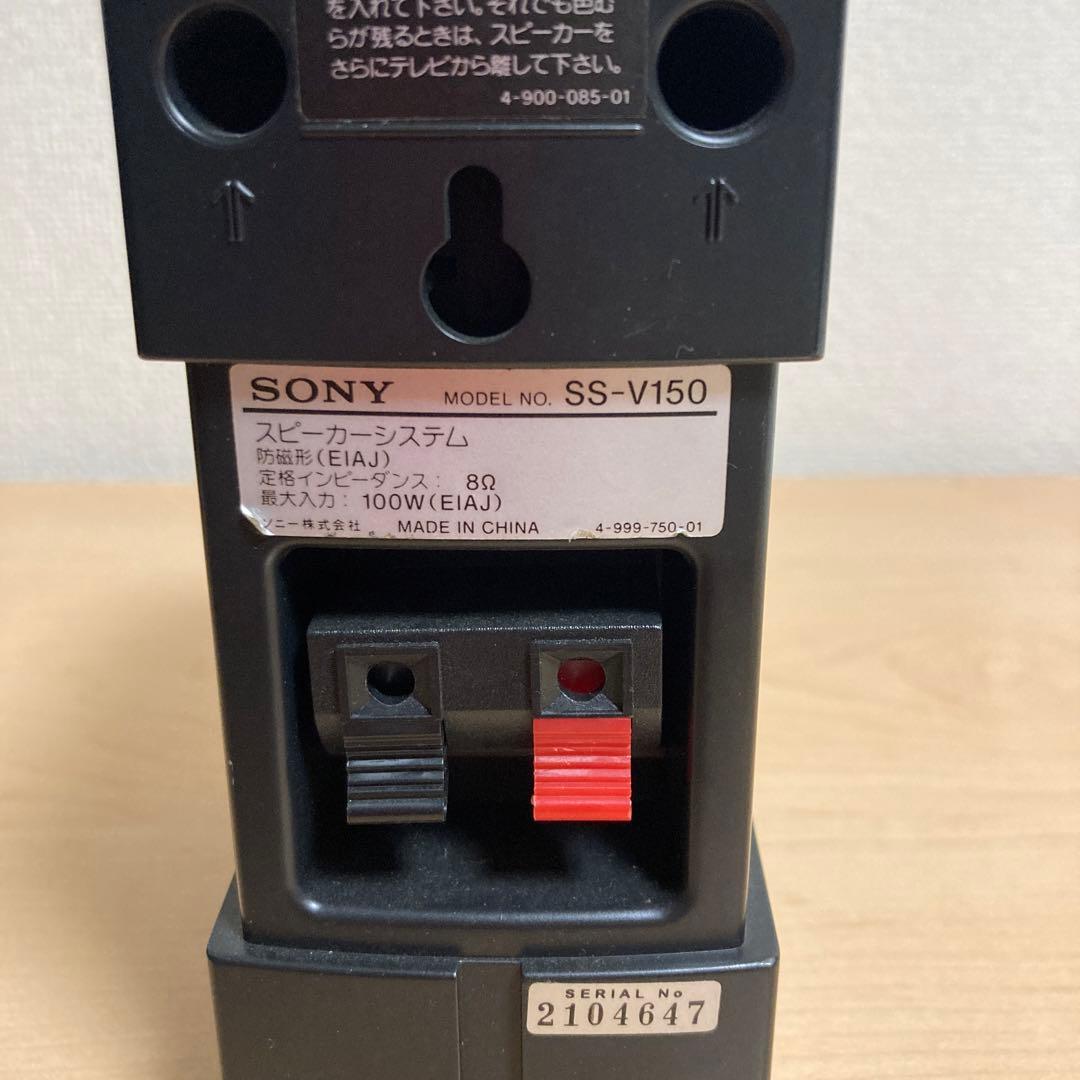 を入れて下さい。それでも色む
らが残るときは、スピーカーを
さらにテレビから離して下さい。
4-900-085-01
SONY MODEL NO. SS-V150
スピーカーシステム
防磁形(EIAJ)
定格インピーダンス: 8Ω
最大入力: 100W(EIAJ)
ソニー株式会社 MADE IN CHINA 4-999-750-01
SERIAL No
2104647